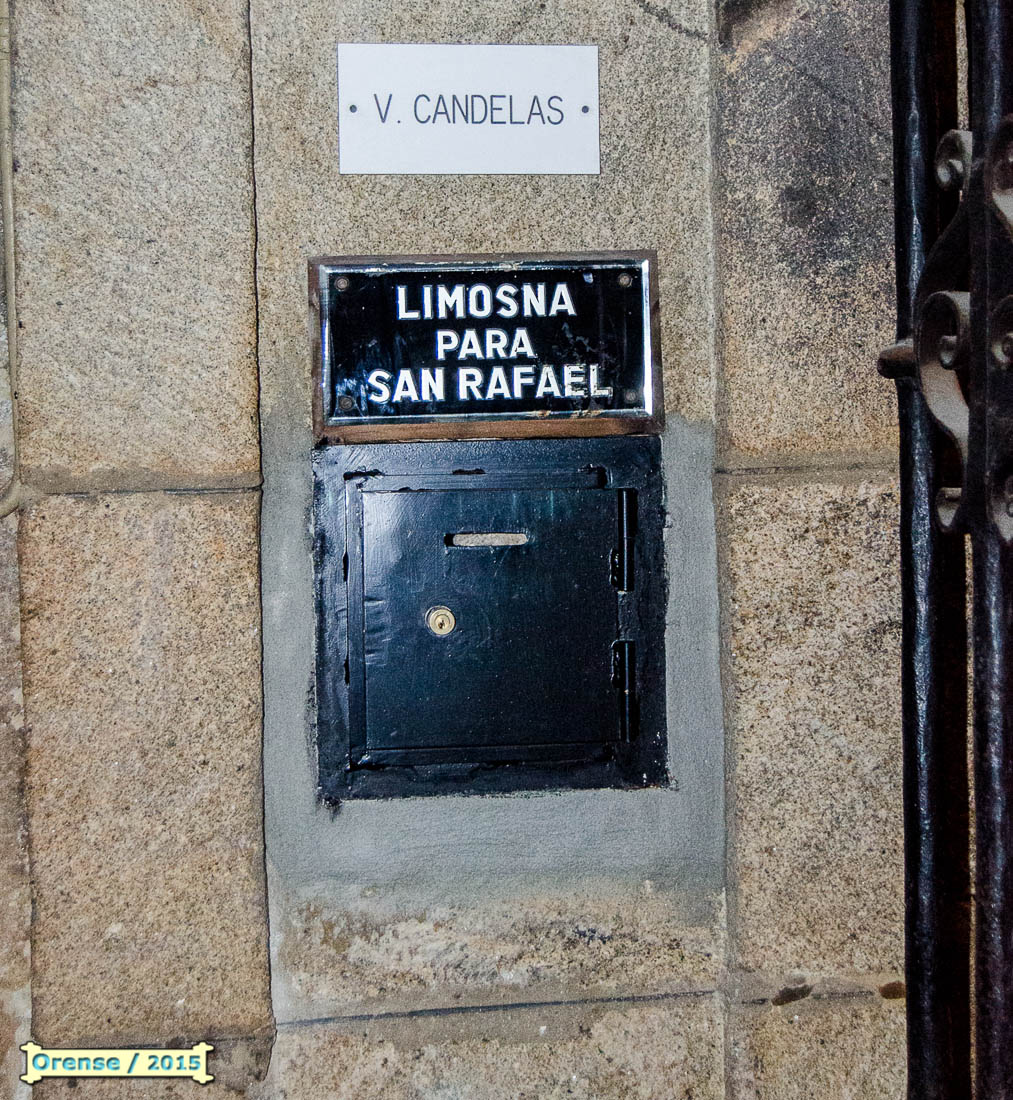 V. CANDELAS
LIMOSNA
PARA
SAN RAFAEL
Orense / 2015